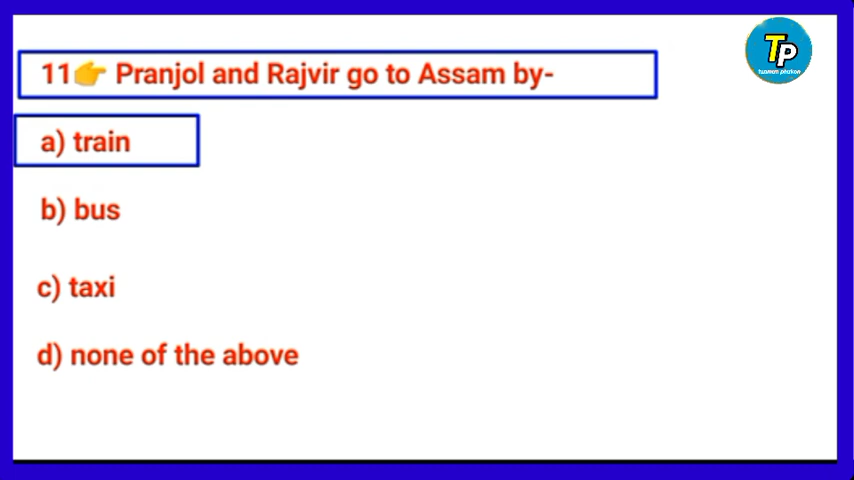 TP
11👉 Pranjol and Rajvir go to Assam by-
a) train
b) bus
c) taxi
d) none of the above